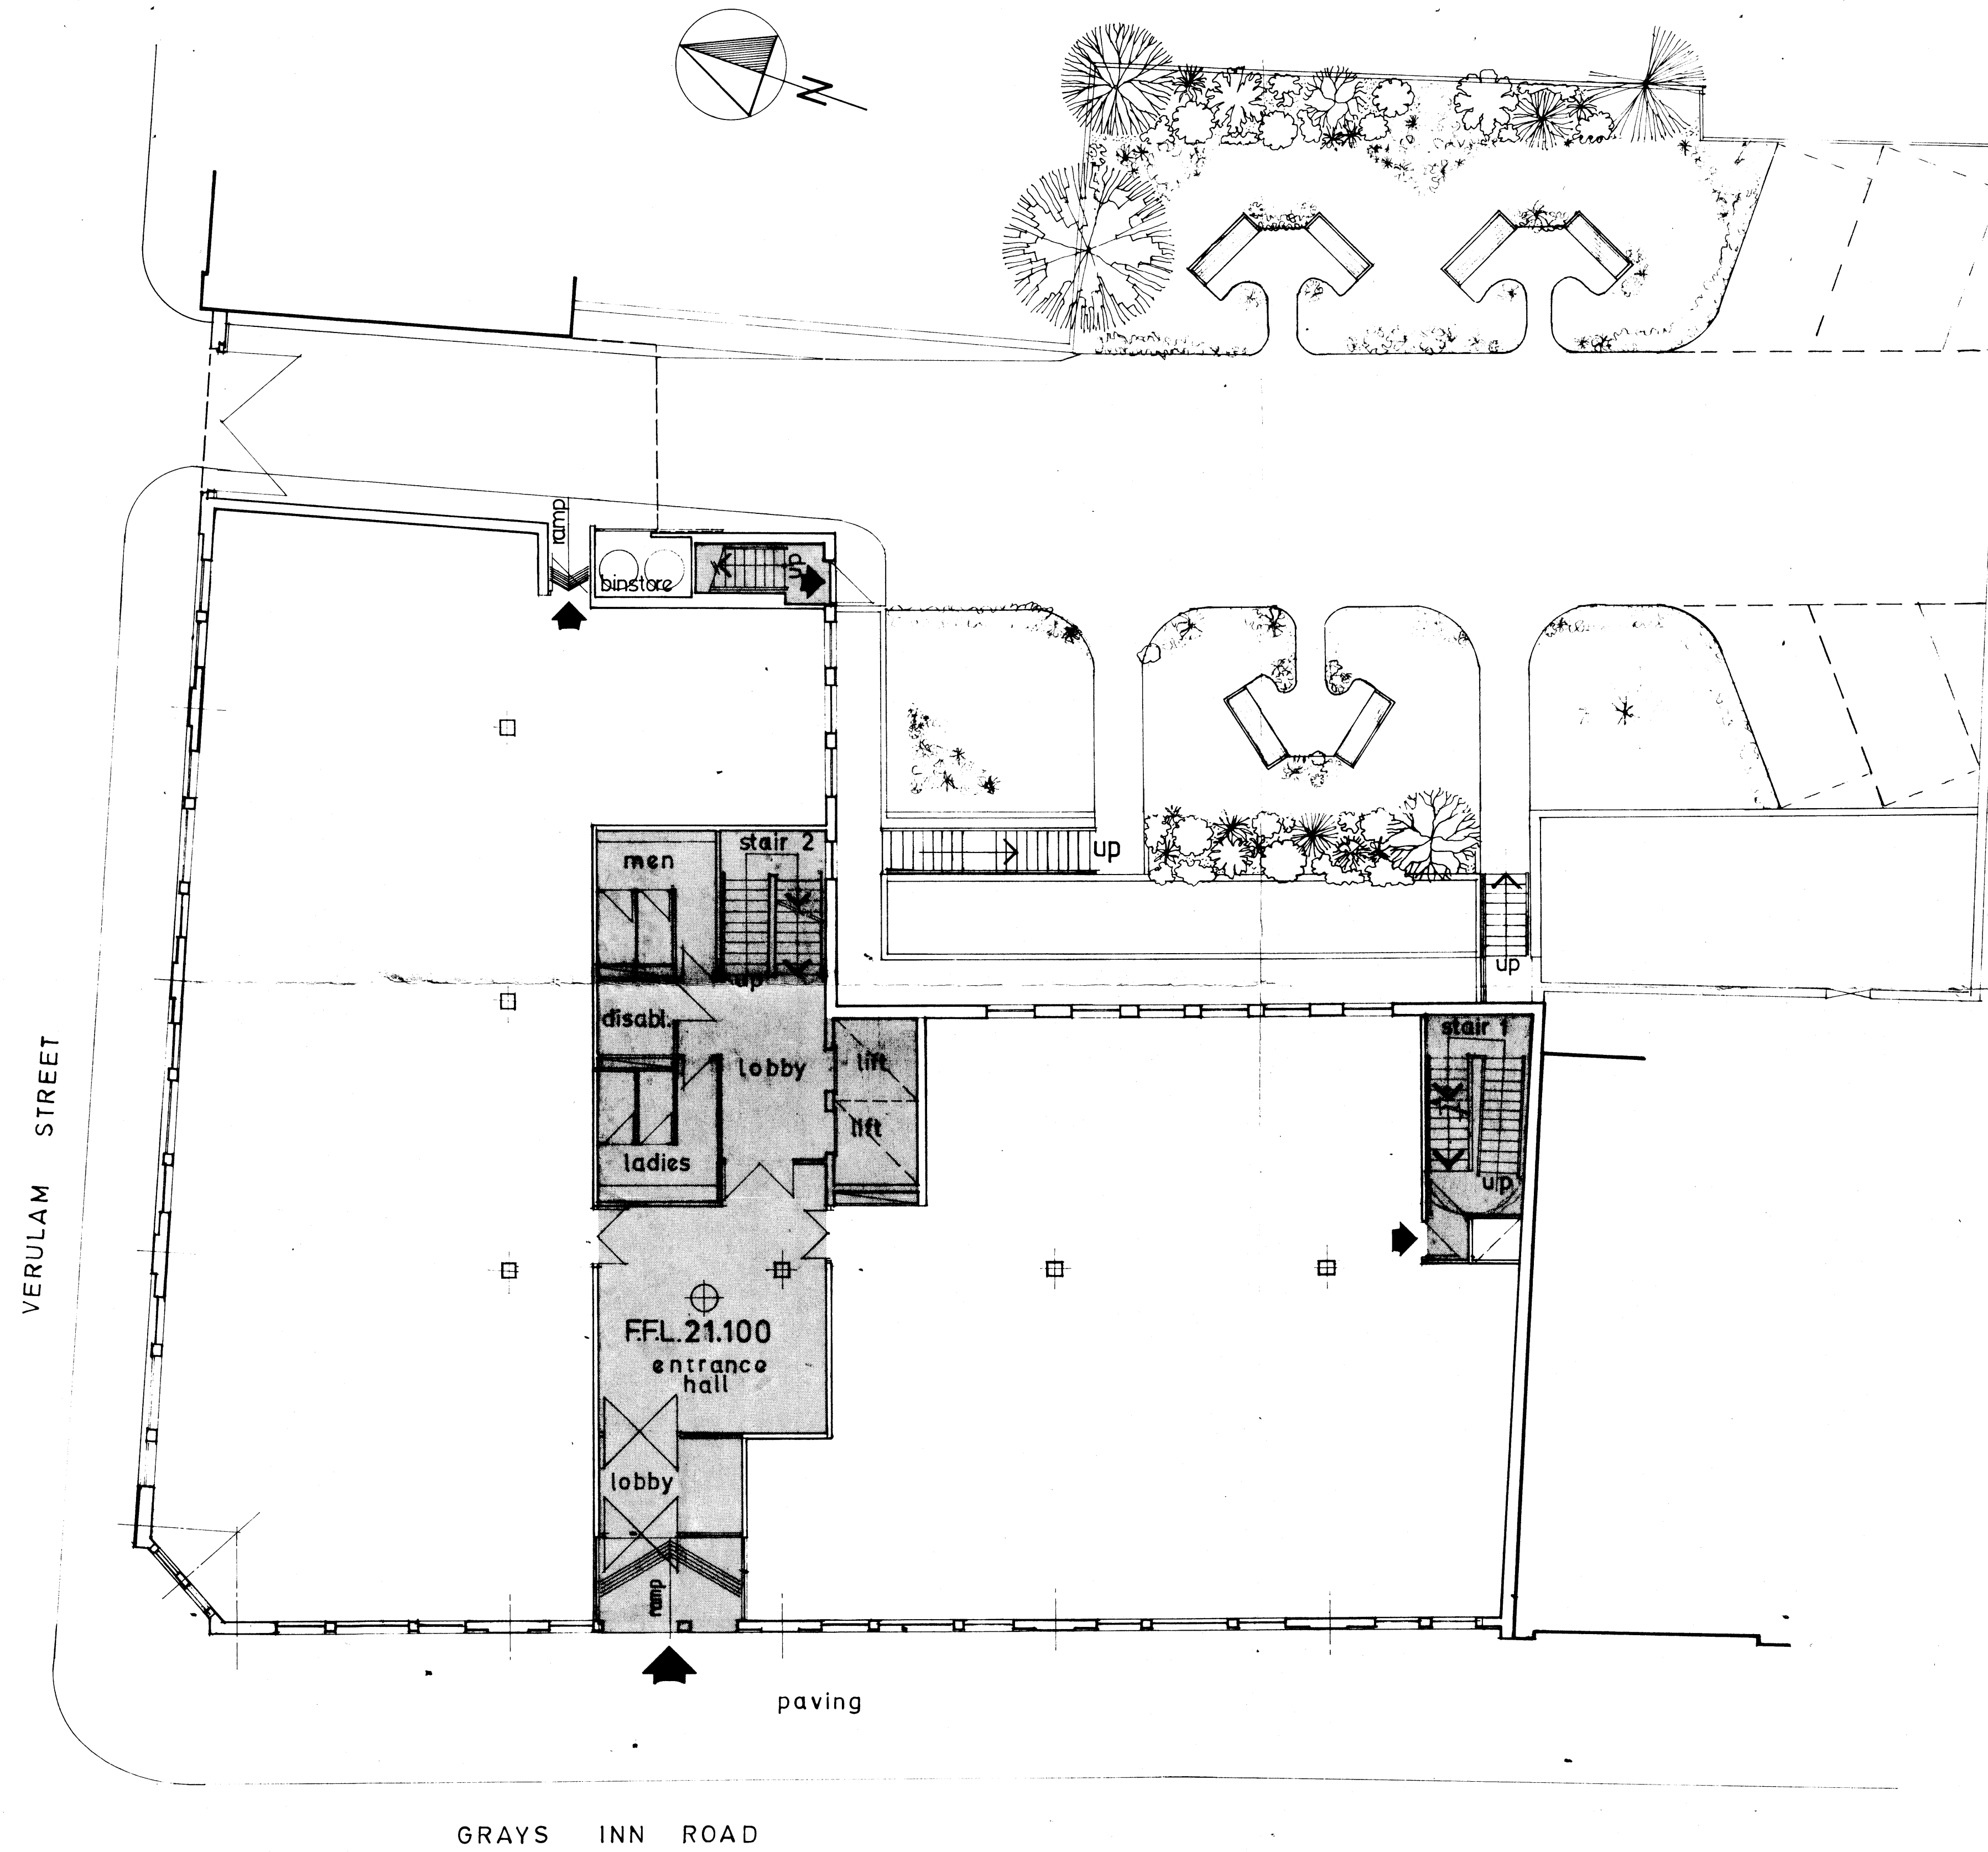 N
ramp
binstore
up
men
stair 2
up
up
up
disabl.
stair 1
lobby
lift
lift
ladies
up
F.F.L.21.100
entrance
hall
lobby
ramp
paving
VERULAM STREET
GRAYS INN ROAD